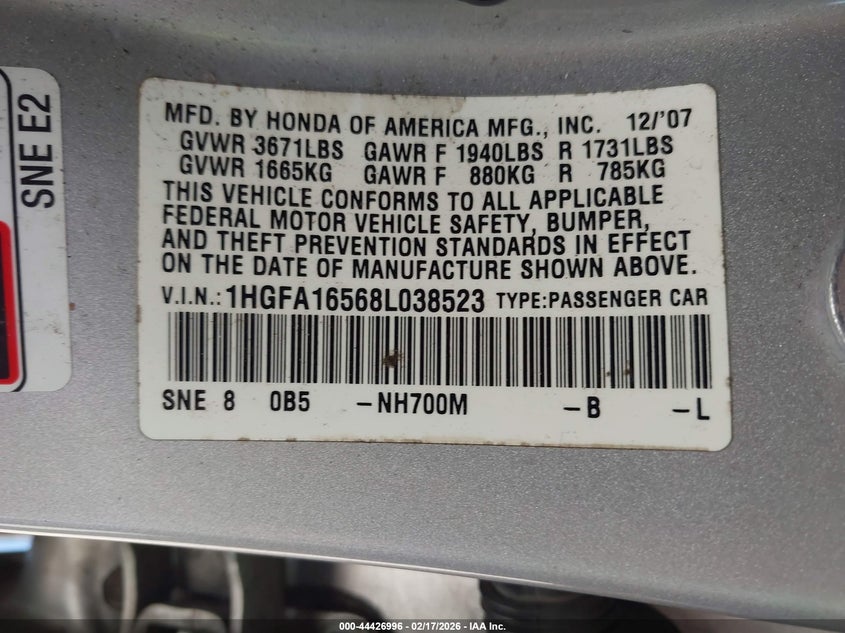 SNE E2
MFD. BY HONDA OF AMERICA MFG., INC. 12/'07
GVWR 3671LBS GAWR F 1940LBS R 1731LBS
GVWR 1665KG GAWR F 880KG R 785KG
THIS VEHICLE CONFORMS TO ALL APPLICABLE
FEDERAL MOTOR VEHICLE SAFETY, BUMPER,
AND THEFT PREVENTION STANDARDS IN EFFECT
ON THE DATE OF MANUFACTURE SHOWN ABOVE.
V.I.N.: 1HGFA16568L038523 TYPE:PASSENGER CAR
SNE 8 0B5 -NH700M -B -L
000-44426996 - 02/17/2026 - IAA Inc.